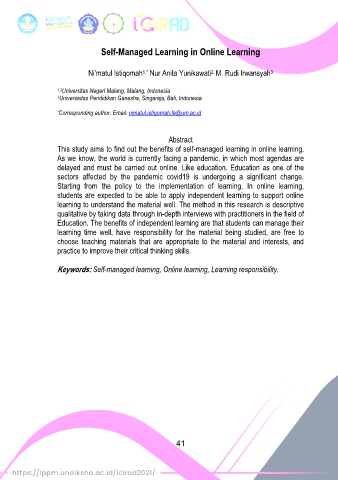 Kampus
Merdeka
iCIRAD
Self-Managed Learning in Online Learning
Ni'matul Istiqomah¹,* Nur Anita Yunikawati², M. Rudi Irwansyah³
¹,²Universitas Negeri Malang, Malang, Indonesia
³Universitas Pendidikan Ganesha, Singaraja, Bali, Indonesia
*Corresponding author. Email: nimatul.istiqomah.fe@um.ac.id
Abstract
This study aims to find out the benefits of self-managed learning in online learning.
As we know, the world is currently facing a pandemic, in which most agendas are
delayed and must be carried out online. Like education. Education as one of the
sectors affected by the pandemic covid19 is undergoing a significant change.
Starting from the policy to the implementation of learning. In online learning,
students are expected to be able to apply independent learning to support online
learning to understand the material well. The method in this research is descriptive
qualitative by taking data through in-depth interviews with practitioners in the field of
Education. The benefits of independent learning are that students can manage their
learning time well, have responsibility for the material being studied, are free to
choose teaching materials that are appropriate to the material and interests, and
practice to improve their critical thinking skills.
Keywords: Self-managed learning, Online learning, Learning responsibility.
41
https://lppm.undiksha.ac.id/icirad2021/